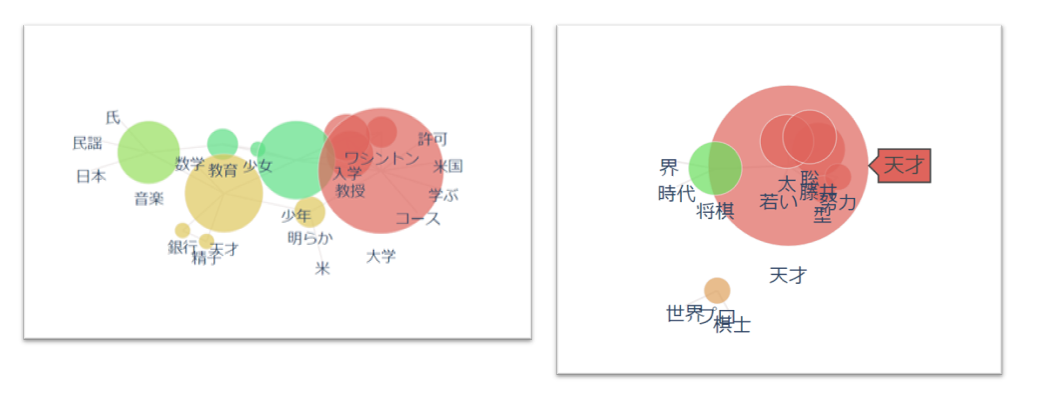 氏
民謡
日本
音楽
数学
教育
少女
銀行
精子
天才
少年
明らか
米
ワシントン
入学
教授
許可
米国
学ぶ
コース
大学
界
時代
将棋
太
聡
若い
藤井
努力
型
天才
天才
世界
プロ
棋士